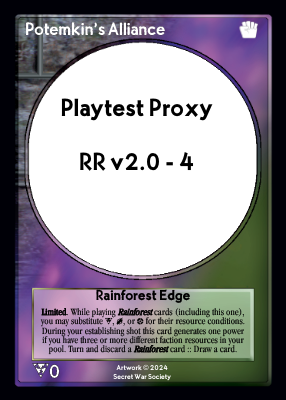 Potemkin's Alliance
Playtest Proxy
RR v2.0 - 4
Rainforest Edge
Limited. While playing Rainforest cards (including this one),
you may substitute , , or for their resource conditions.
During your establishing shot this card generates one power
if you have three or more different faction resources in your
pool. Turn and discard a Rainforest card :: Draw a card.
0
Artwork © 2024
Secret War Society